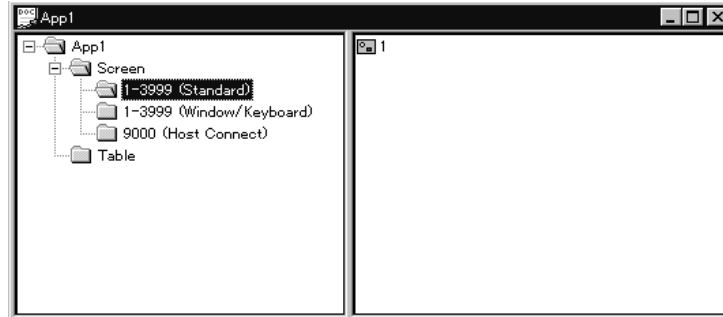 App1
App1
Screen
1-3999 (Standard)
1-3999 (Window/Keyboard)
9000 (Host Connect)
Table
1